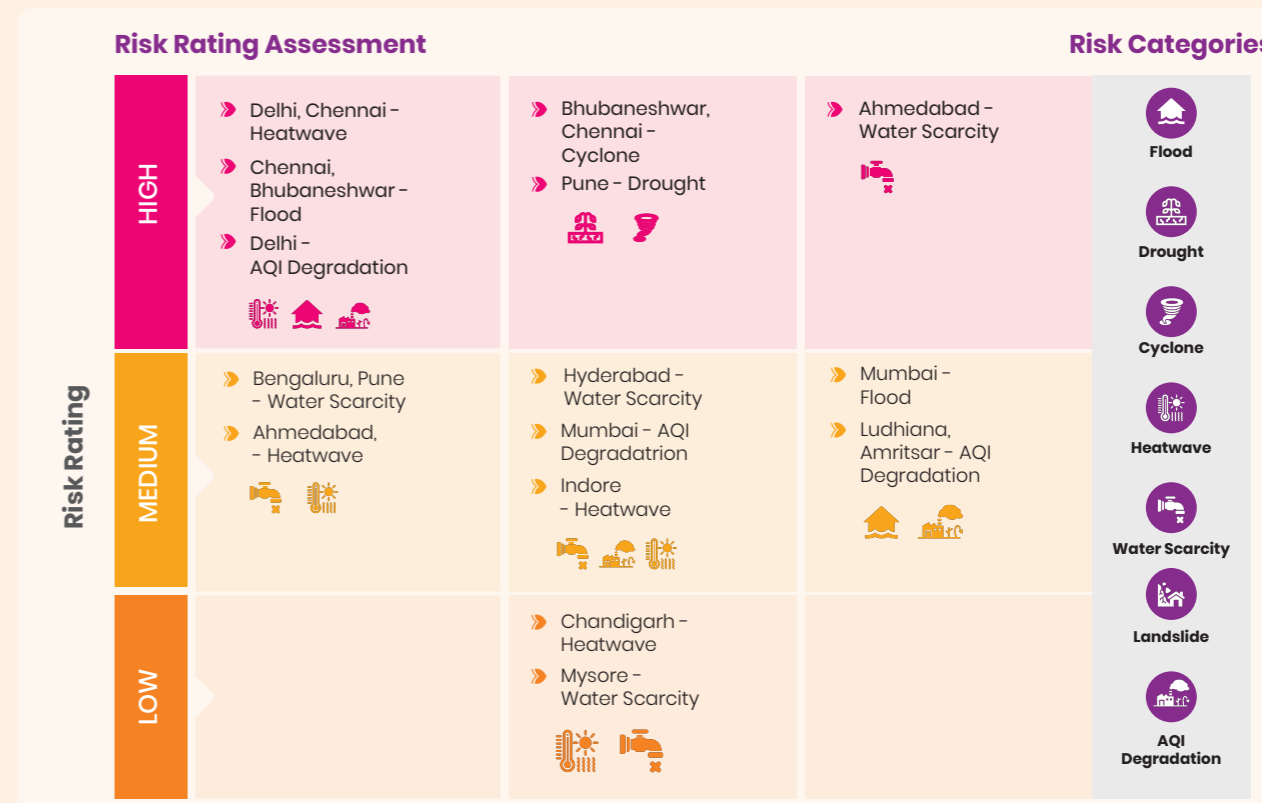 Risk Rating Assessment
Risk Categories
Risk Rating
HIGH
Delhi, Chennai -
Heatwave
Chennai,
Bhubaneshwar -
Flood
Delhi -
AQI Degradation
Bhubaneshwar,
Chennai -
Cyclone
Pune - Drought
Ahmedabad -
Water Scarcity
MEDIUM
Bengaluru, Pune
- Water Scarcity
Ahmedabad,
- Heatwave
Hyderabad -
Water Scarcity
Mumbai - AQI
Degradatrion
Indore
- Heatwave
Mumbai -
Flood
Ludhiana,
Amritsar - AQI
Degradation
LOW
Chandigarh -
Heatwave
Mysore -
Water Scarcity
Flood
Drought
Cyclone
Heatwave
Water Scarcity
Landslide
AQI
Degradation